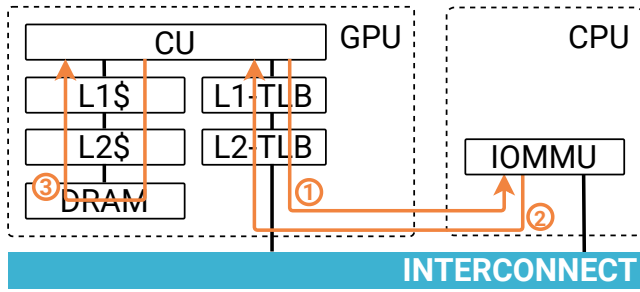 CU
GPU
CPU
L1$
L1-TLB
L2$
L2-TLB
IOMMU
3
DRAM
1
2
INTERCONNECT